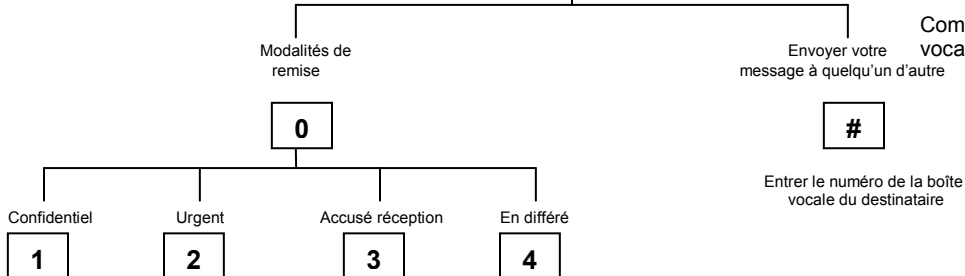 Modalités de
remise
0
Confidentiel
1
Urgent
2
Accusé réception
3
En différé
4
Envoyer votre
message à quelqu'un d'autre
#
Entrer le numéro de la boîte
vocale du destinataire
Com
voca